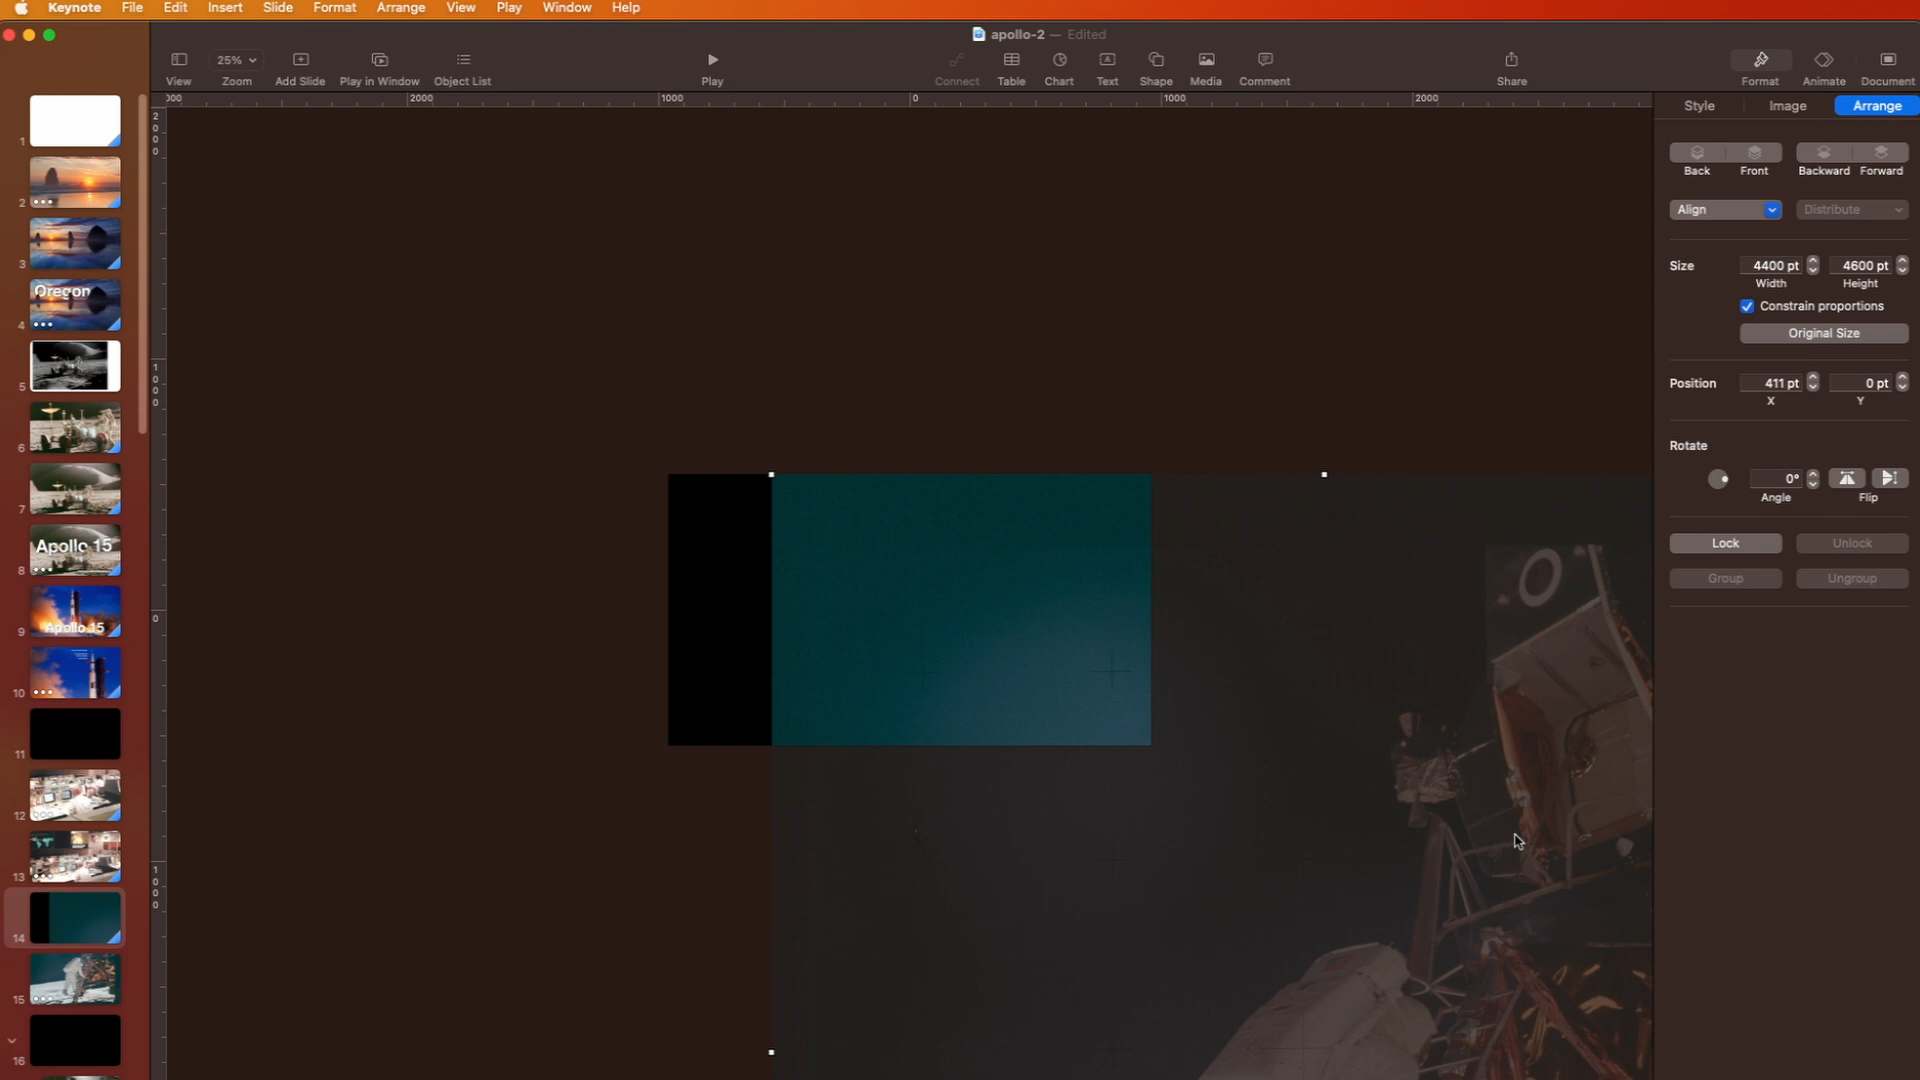 Keynote File Edit Insert Slide Format Arrange View Play Window Help
apollo-2 — Edited
25%
View Zoom Add Slide Play in Window Object List Play Connect Table Chart Text Shape Media Comment Share Format Animate Document
000 2000 1000 0 1000 2000
2000
1000
0
1000
1
2
3
Oregon
4
5
6
7
Apollo 15
8
Apollo 15
9
10
11
12
13
14
15
16
Style Image Arrange
Back Front Backward Forward
Align Distribute
Size 4400 pt 4600 pt
Width Height
Constrain proportions
Original Size
Position 411 pt 0 pt
X Y
Rotate
0°
Angle Flip
Lock Unlock
Group Ungroup